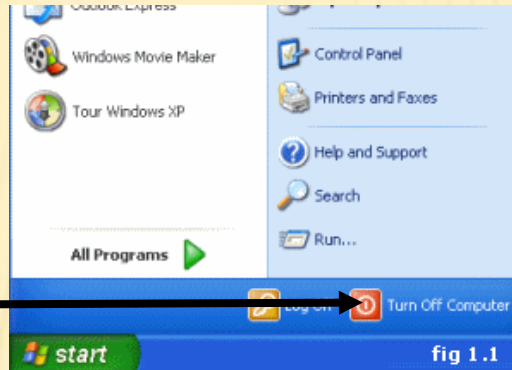 Outlook Express
Windows Movie Maker
Tour Windows XP
All Programs
Control Panel
Printers and Faxes
Help and Support
Search
Run...
Log Off
Turn Off Computer
start
fig 1.1